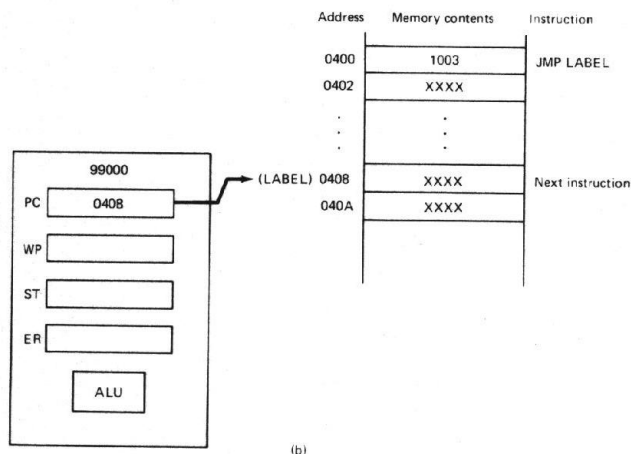 Address Memory contents Instruction
0400 1003 JMP LABEL
0402 XXXX
. . .
. . .
. . .
99000
(LABEL) 0408 XXXX Next instruction
PC 0408
040A XXXX
WP
ST
ER
ALU
(b)